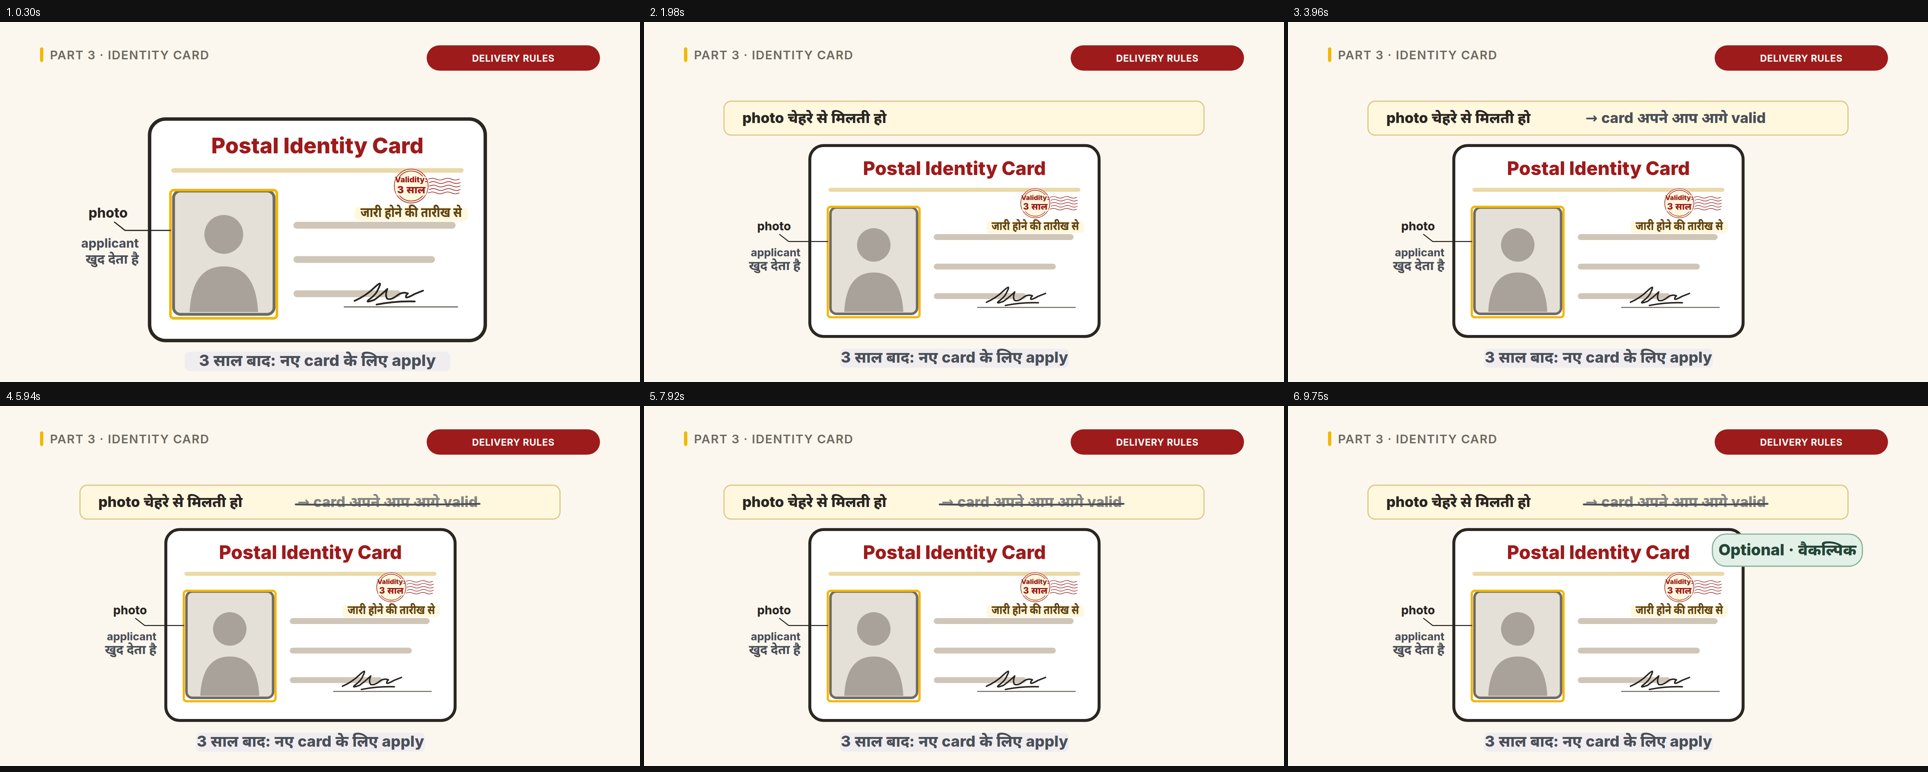 1. 0.30s
PART 3 · IDENTITY CARD
DELIVERY RULES
Postal Identity Card
Validity:
3 साल
जारी होने की तारीख से
photo
applicant
खुद देता है
3 साल बाद: नए card के लिए apply
2. 1.98s
PART 3 · IDENTITY CARD
DELIVERY RULES
photo चेहरे से मिलती हो
Postal Identity Card
Validity:
3 साल
जारी होने की तारीख से
photo
applicant
खुद देता है
3 साल बाद: नए card के लिए apply
3. 3.96s
PART 3 · IDENTITY CARD
DELIVERY RULES
photo चेहरे से मिलती हो → card अपने आप आगे valid
Postal Identity Card
Validity:
3 साल
जारी होने की तारीख से
photo
applicant
खुद देता है
3 साल बाद: नए card के लिए apply
4. 5.94s
PART 3 · IDENTITY CARD
DELIVERY RULES
photo चेहरे से मिलती हो → card अपने आप आगे valid
Postal Identity Card
Validity:
3 साल
जारी होने की तारीख से
photo
applicant
खुद देता है
3 साल बाद: नए card के लिए apply
5. 7.92s
PART 3 · IDENTITY CARD
DELIVERY RULES
photo चेहरे से मिलती हो → card अपने आप आगे valid
Postal Identity Card
Validity:
3 साल
जारी होने की तारीख से
photo
applicant
खुद देता है
3 साल बाद: नए card के लिए apply
6. 9.75s
PART 3 · IDENTITY CARD
DELIVERY RULES
photo चेहरे से मिलती हो → card अपने आप आगे valid
Postal Identity Card
Optional · वैकल्पिक
Validity:
3 साल
जारी होने की तारीख से
photo
applicant
खुद देता है
3 साल बाद: नए card के लिए apply